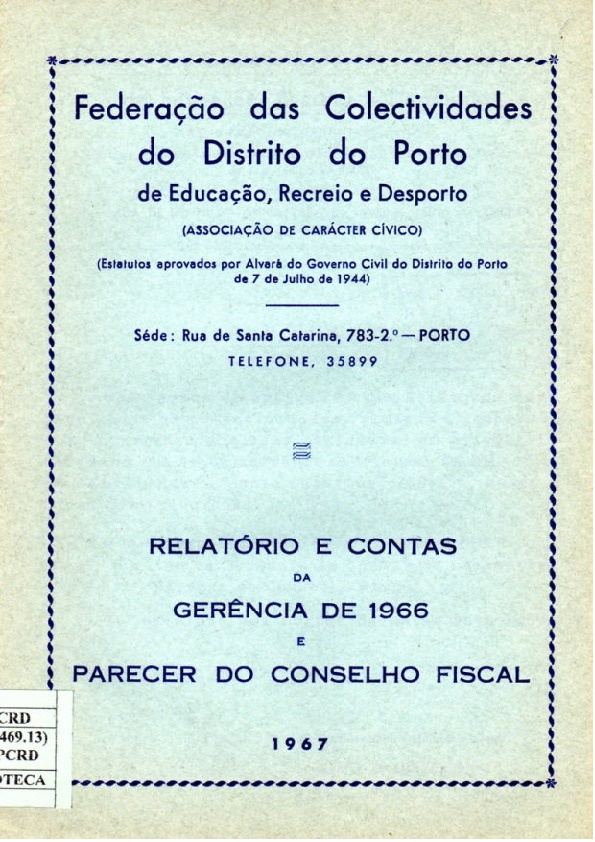 Federação das Colectividades
do Distrito do Porto
de Educação, Recreio e Desporto
(ASSOCIAÇÃO DE CARÁCTER CÍVICO)
(Estatutos aprovados por Alvará do Governo Civil do Distrito do Porto
de 7 de Julho de 1944)
Séde: Rua de Santa Catarina, 783-2.º — PORTO
TELEFONE, 35899
RELATÓRIO E CONTAS
DA
GERÊNCIA DE 1966
E
PARECER DO CONSELHO FISCAL
1967
CRD
469.13)
PCRD
OTECA